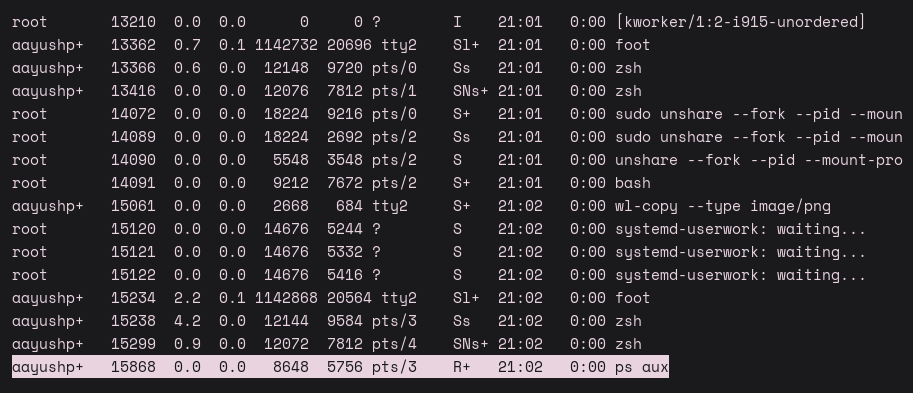 root 13210 0.0 0.0 0 0 ? I 21:01 0:00 [kworker/1:2-i915-unordered]
aayushp+ 13362 0.7 0.1 1142732 20696 tty2 Sl+ 21:01 0:00 foot
aayushp+ 13366 0.6 0.0 12148 9720 pts/0 Ss 21:01 0:00 zsh
aayushp+ 13416 0.0 0.0 12076 7812 pts/1 SNs+ 21:01 0:00 zsh
root 14072 0.0 0.0 18224 9216 pts/0 S+ 21:01 0:00 sudo unshare --fork --pid --moun
root 14089 0.0 0.0 18224 2692 pts/2 Ss 21:01 0:00 sudo unshare --fork --pid --moun
root 14090 0.0 0.0 5548 3548 pts/2 S 21:01 0:00 unshare --fork --pid --mount-pro
root 14091 0.0 0.0 9212 7672 pts/2 S+ 21:01 0:00 bash
aayushp+ 15061 0.0 0.0 2668 684 tty2 S+ 21:02 0:00 wl-copy --type image/png
root 15120 0.0 0.0 14676 5244 ? S 21:02 0:00 systemd-userwork: waiting...
root 15121 0.0 0.0 14676 5332 ? S 21:02 0:00 systemd-userwork: waiting...
root 15122 0.0 0.0 14676 5416 ? S 21:02 0:00 systemd-userwork: waiting...
aayushp+ 15234 2.2 0.1 1142868 20564 tty2 Sl+ 21:02 0:00 foot
aayushp+ 15238 4.2 0.0 12144 9584 pts/3 Ss 21:02 0:00 zsh
aayushp+ 15299 0.9 0.0 12072 7812 pts/4 SNs+ 21:02 0:00 zsh
aayushp+ 15868 0.0 0.0 8648 5756 pts/3 R+ 21:02 0:00 ps aux